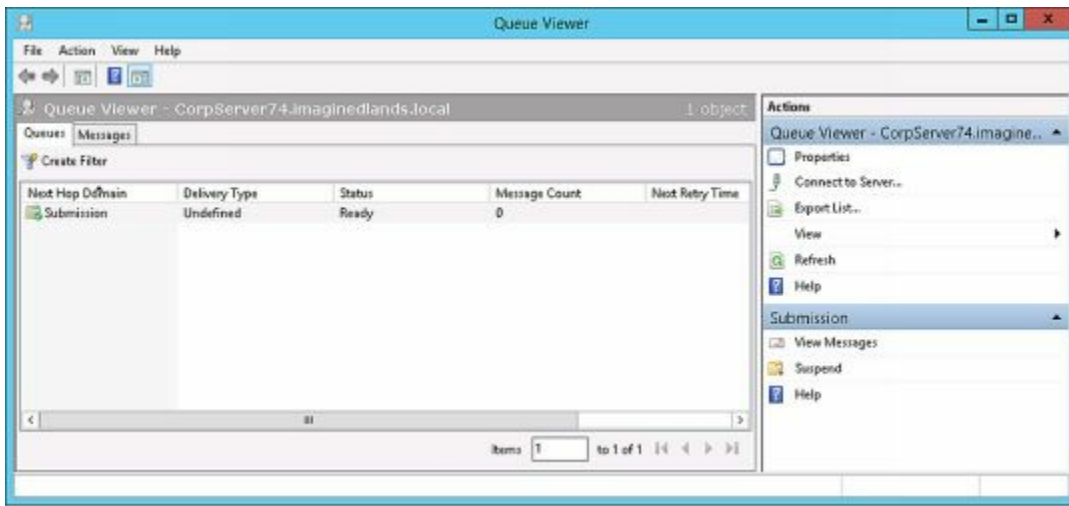 Queue Viewer
File Action View Help
Queue Viewer - CorpServer74.imaginedlands.local 1 object
Queues Messages
Create Filter
Next Hop Domain Delivery Type Status Message Count Next Retry Time
Submission Undefined Ready 0
Items 1 to 1 of 1
Actions
Queue Viewer - CorpServer74.imagine...
Properties
Connect to Server...
Export List...
View
Refresh
Help
Submission
View Messages
Suspend
Help